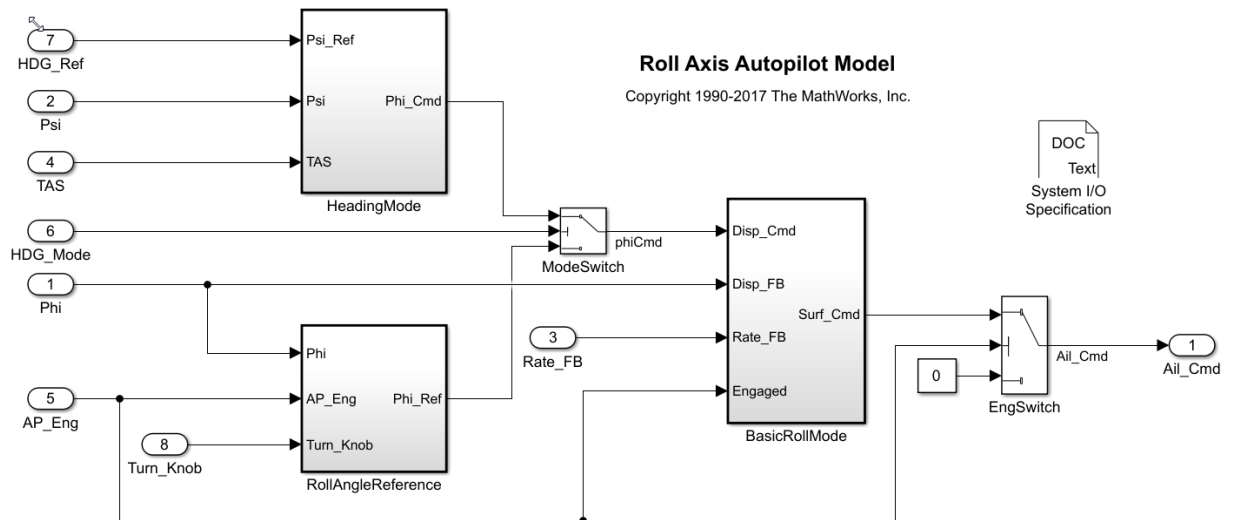 7
HDG_Ref
2
Psi
4
TAS
6
HDG_Mode
1
Phi
5
AP_Eng
8
Turn_Knob
Psi_Ref
Psi
TAS
Phi_Cmd
HeadingMode
Phi
AP_Eng
Turn_Knob
Phi_Ref
RollAngleReference
ModeSwitch
phiCmd
3
Rate_FB
Roll Axis Autopilot Model
Copyright 1990-2017 The MathWorks, Inc.
Disp_Cmd
Disp_FB
Rate_FB
Engaged
Surf_Cmd
BasicRollMode
DOC
Text
System I/O
Specification
0
EngSwitch
Ail_Cmd
1
Ail_Cmd